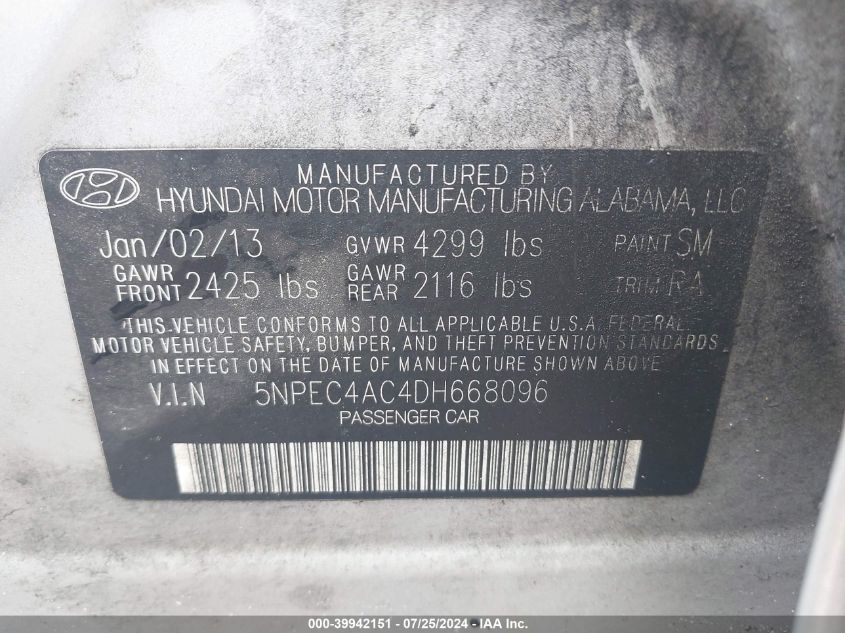 MANUFACTURED BY
HYUNDAI MOTOR MANUFACTURING ALABAMA, LLC
Jan/02/13 GVWR 4299 lbs PAINT SM
GAWR FRONT 2425 lbs GAWR REAR 2116 lbs TRIM RA
THIS VEHICLE CONFORMS TO ALL APPLICABLE U.S.A. FEDERAL
MOTOR VEHICLE SAFETY, BUMPER, AND THEFT PREVENTION STANDARDS
IN EFFECT ON THE DATE OF MANUFACTURE SHOWN ABOVE
V.I.N 5NPEC4AC4DH668096
PASSENGER CAR
000-39942151 - 07/25/2024 - IAA Inc.